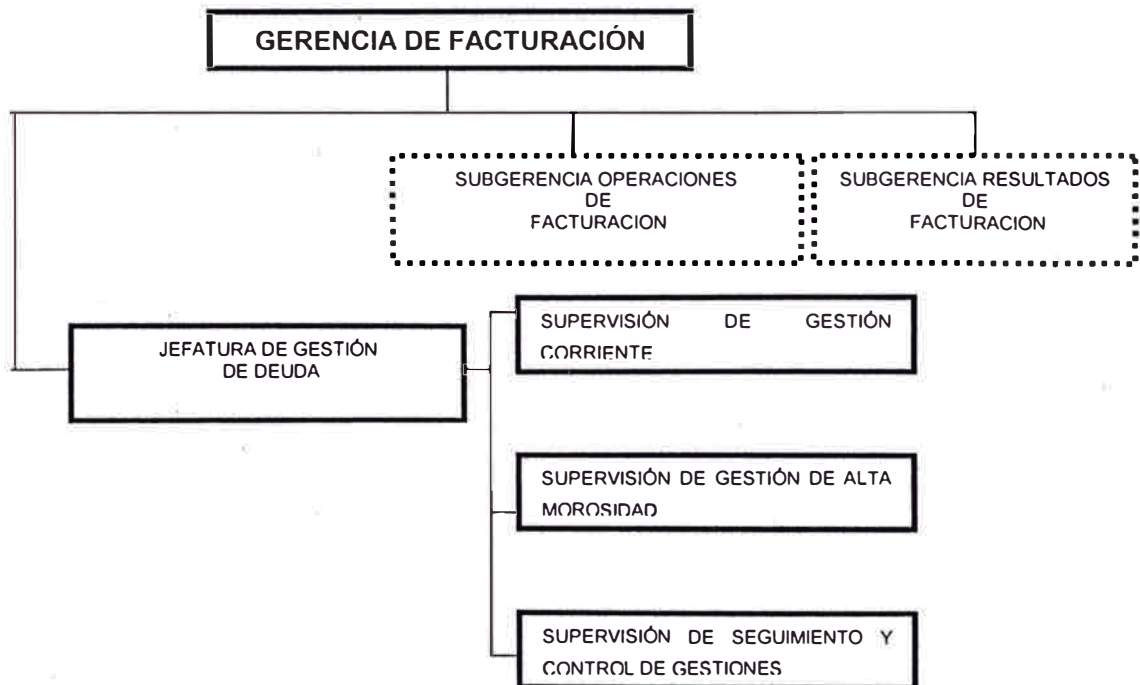 GERENCIA DE FACTURACIÓN
SUBGERENCIA OPERACIONES
DE
FACTURACION
SUBGERENCIA RESULTADOS
DE
FACTURACION
JEFATURA DE GESTIÓN
DE DEUDA
SUPERVISIÓN DE GESTIÓN
CORRIENTE
SUPERVISIÓN DE GESTIÓN DE ALTA
MOROSIDAD
SUPERVISIÓN DE SEGUIMIENTO Y
CONTROL DE GESTIONES